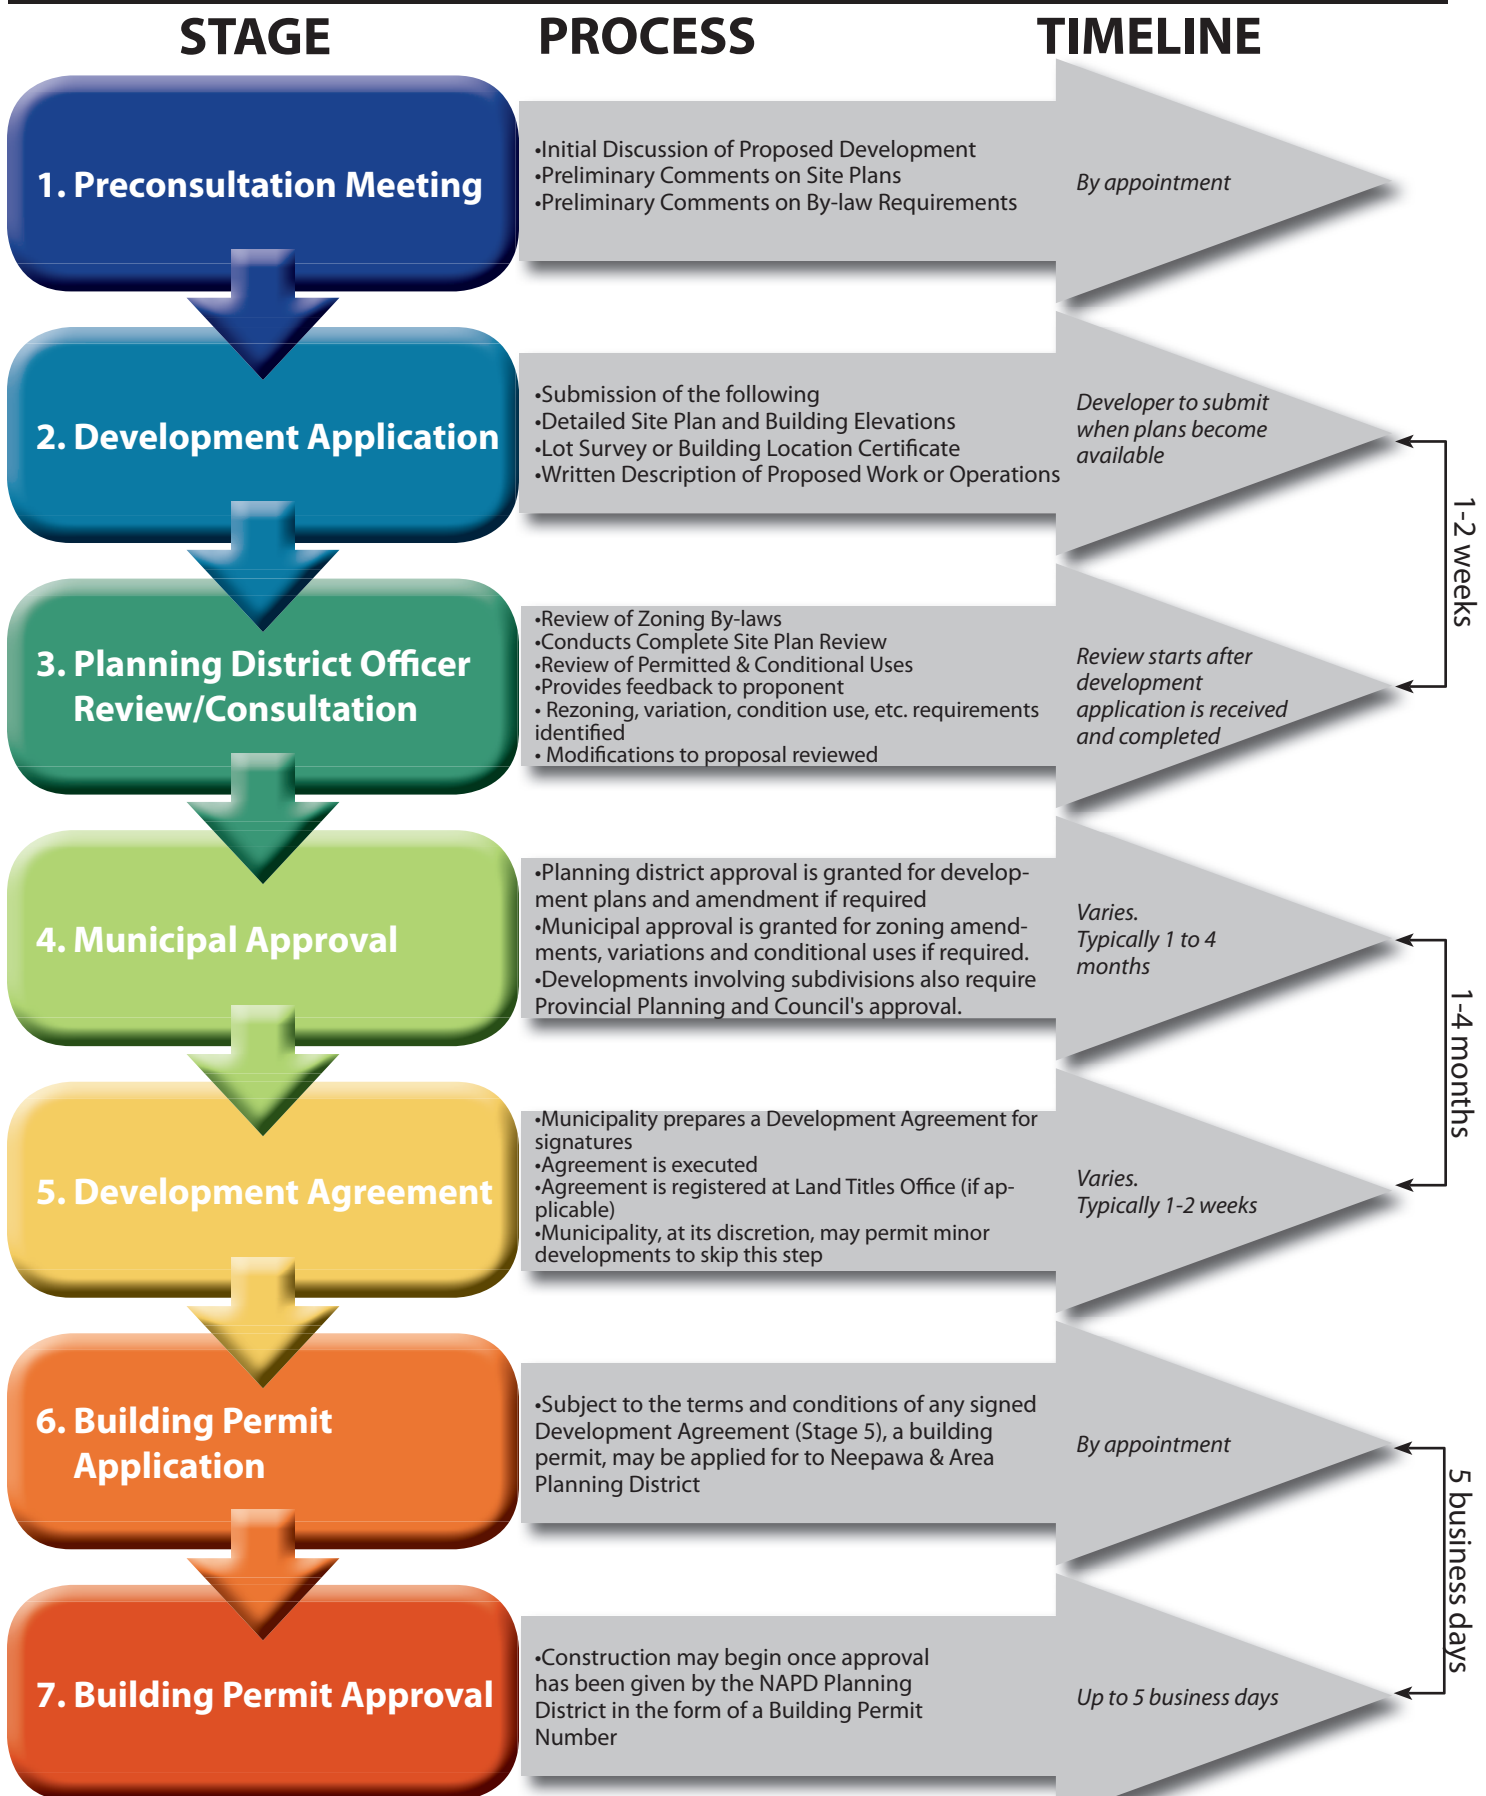 STAGE PROCESS TIMELINE
1. Preconsultation Meeting
•Initial Discussion of Proposed Development
•Preliminary Comments on Site Plans
•Preliminary Comments on By-law Requirements
By appointment
2. Development Application
•Submission of the following
•Detailed Site Plan and Building Elevations
•Lot Survey or Building Location Certificate
•Written Description of Proposed Work or Operations
Developer to submit
when plans become
available
1-2 weeks
3. Planning District Officer
Review/Consultation
•Review of Zoning By-laws
•Conducts Complete Site Plan Review
•Review of Permitted & Conditional Uses
•Provides feedback to proponent
• Rezoning, variation, condition use, etc. requirements
identified
• Modifications to proposal reviewed
Review starts after
development
application is received
and completed
4. Municipal Approval
•Planning district approval is granted for develop-
ment plans and amendment if required
•Municipal approval is granted for zoning amend-
ments, variations and conditional uses if required.
•Developments involving subdivisions also require
Provincial Planning and Council's approval.
Varies.
Typically 1 to 4
months
1-4 months
5. Development Agreement
•Municipality prepares a Development Agreement for
signatures
•Agreement is executed
•Agreement is registered at Land Titles Office (if ap-
plicable)
•Municipality, at its discretion, may permit minor
developments to skip this step
Varies.
Typically 1-2 weeks
6. Building Permit
Application
•Subject to the terms and conditions of any signed
Development Agreement (Stage 5), a building
permit, may be applied for to Neepawa & Area
Planning District
By appointment
5 business days
7. Building Permit Approval
•Construction may begin once approval
has been given by the NAPD Planning
District in the form of a Building Permit
Number
Up to 5 business days